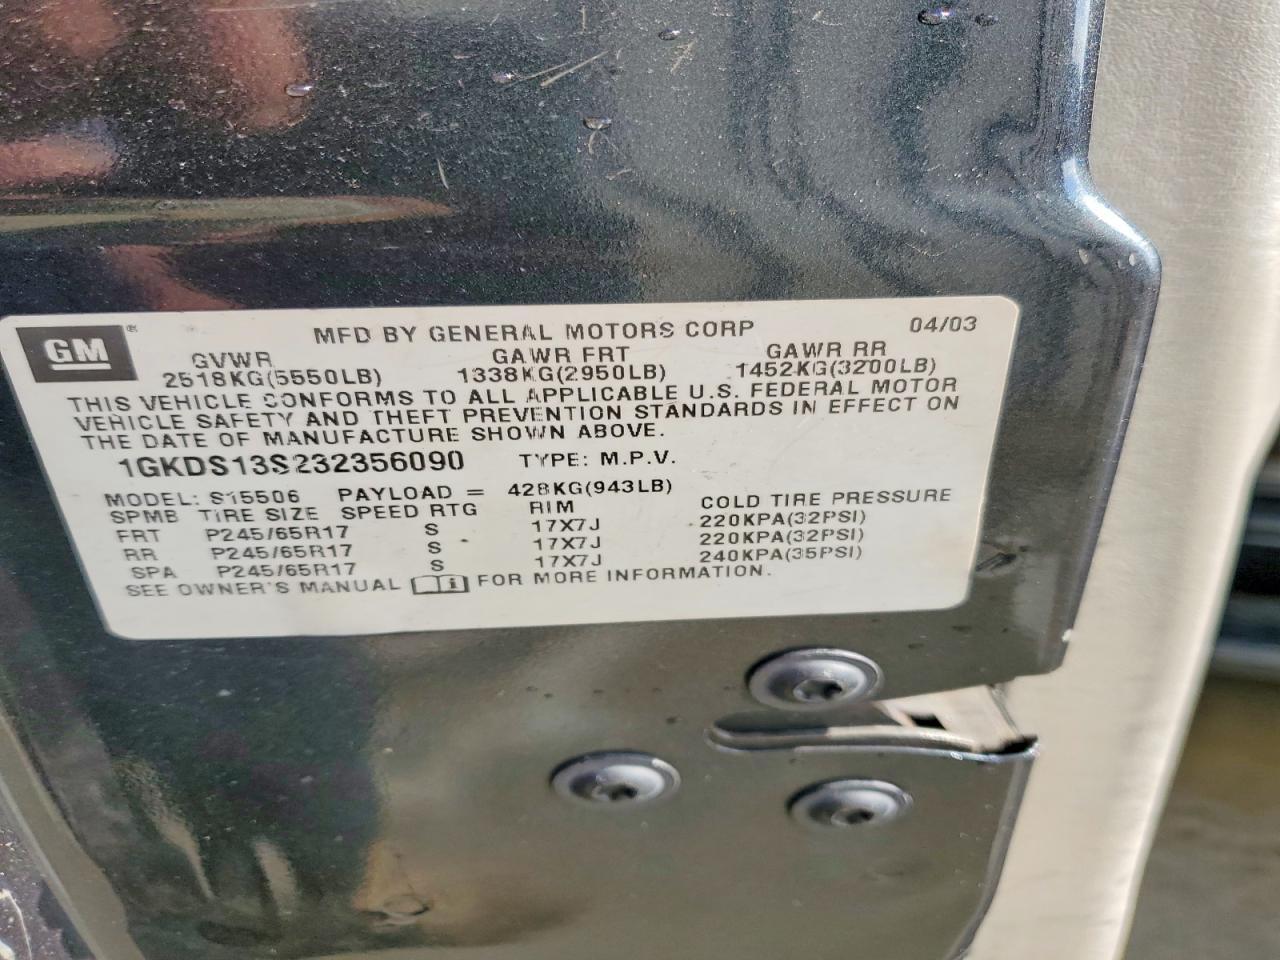 GM ® MFD BY GENERAL MOTORS CORP 04/03
GVWR GAWR FRT GAWR RR
2518KG(5550LB) 1338KG(2950LB) 1452KG(3200LB)
THIS VEHICLE CONFORMS TO ALL APPLICABLE U.S. FEDERAL MOTOR
VEHICLE SAFETY AND THEFT PREVENTION STANDARDS IN EFFECT ON
THE DATE OF MANUFACTURE SHOWN ABOVE.
1GKDS13S232356090 TYPE: M.P.V.
MODEL: S15506 PAYLOAD = 428KG(943LB)
SPMB TIRE SIZE SPEED RTG RIM COLD TIRE PRESSURE
FRT P245/65R17 S 17X7J 220KPA(32PSI)
RR P245/65R17 S 17X7J 220KPA(32PSI)
SPA P245/65R17 S 17X7J 240KPA(35PSI)
SEE OWNER'S MANUAL FOR MORE INFORMATION.